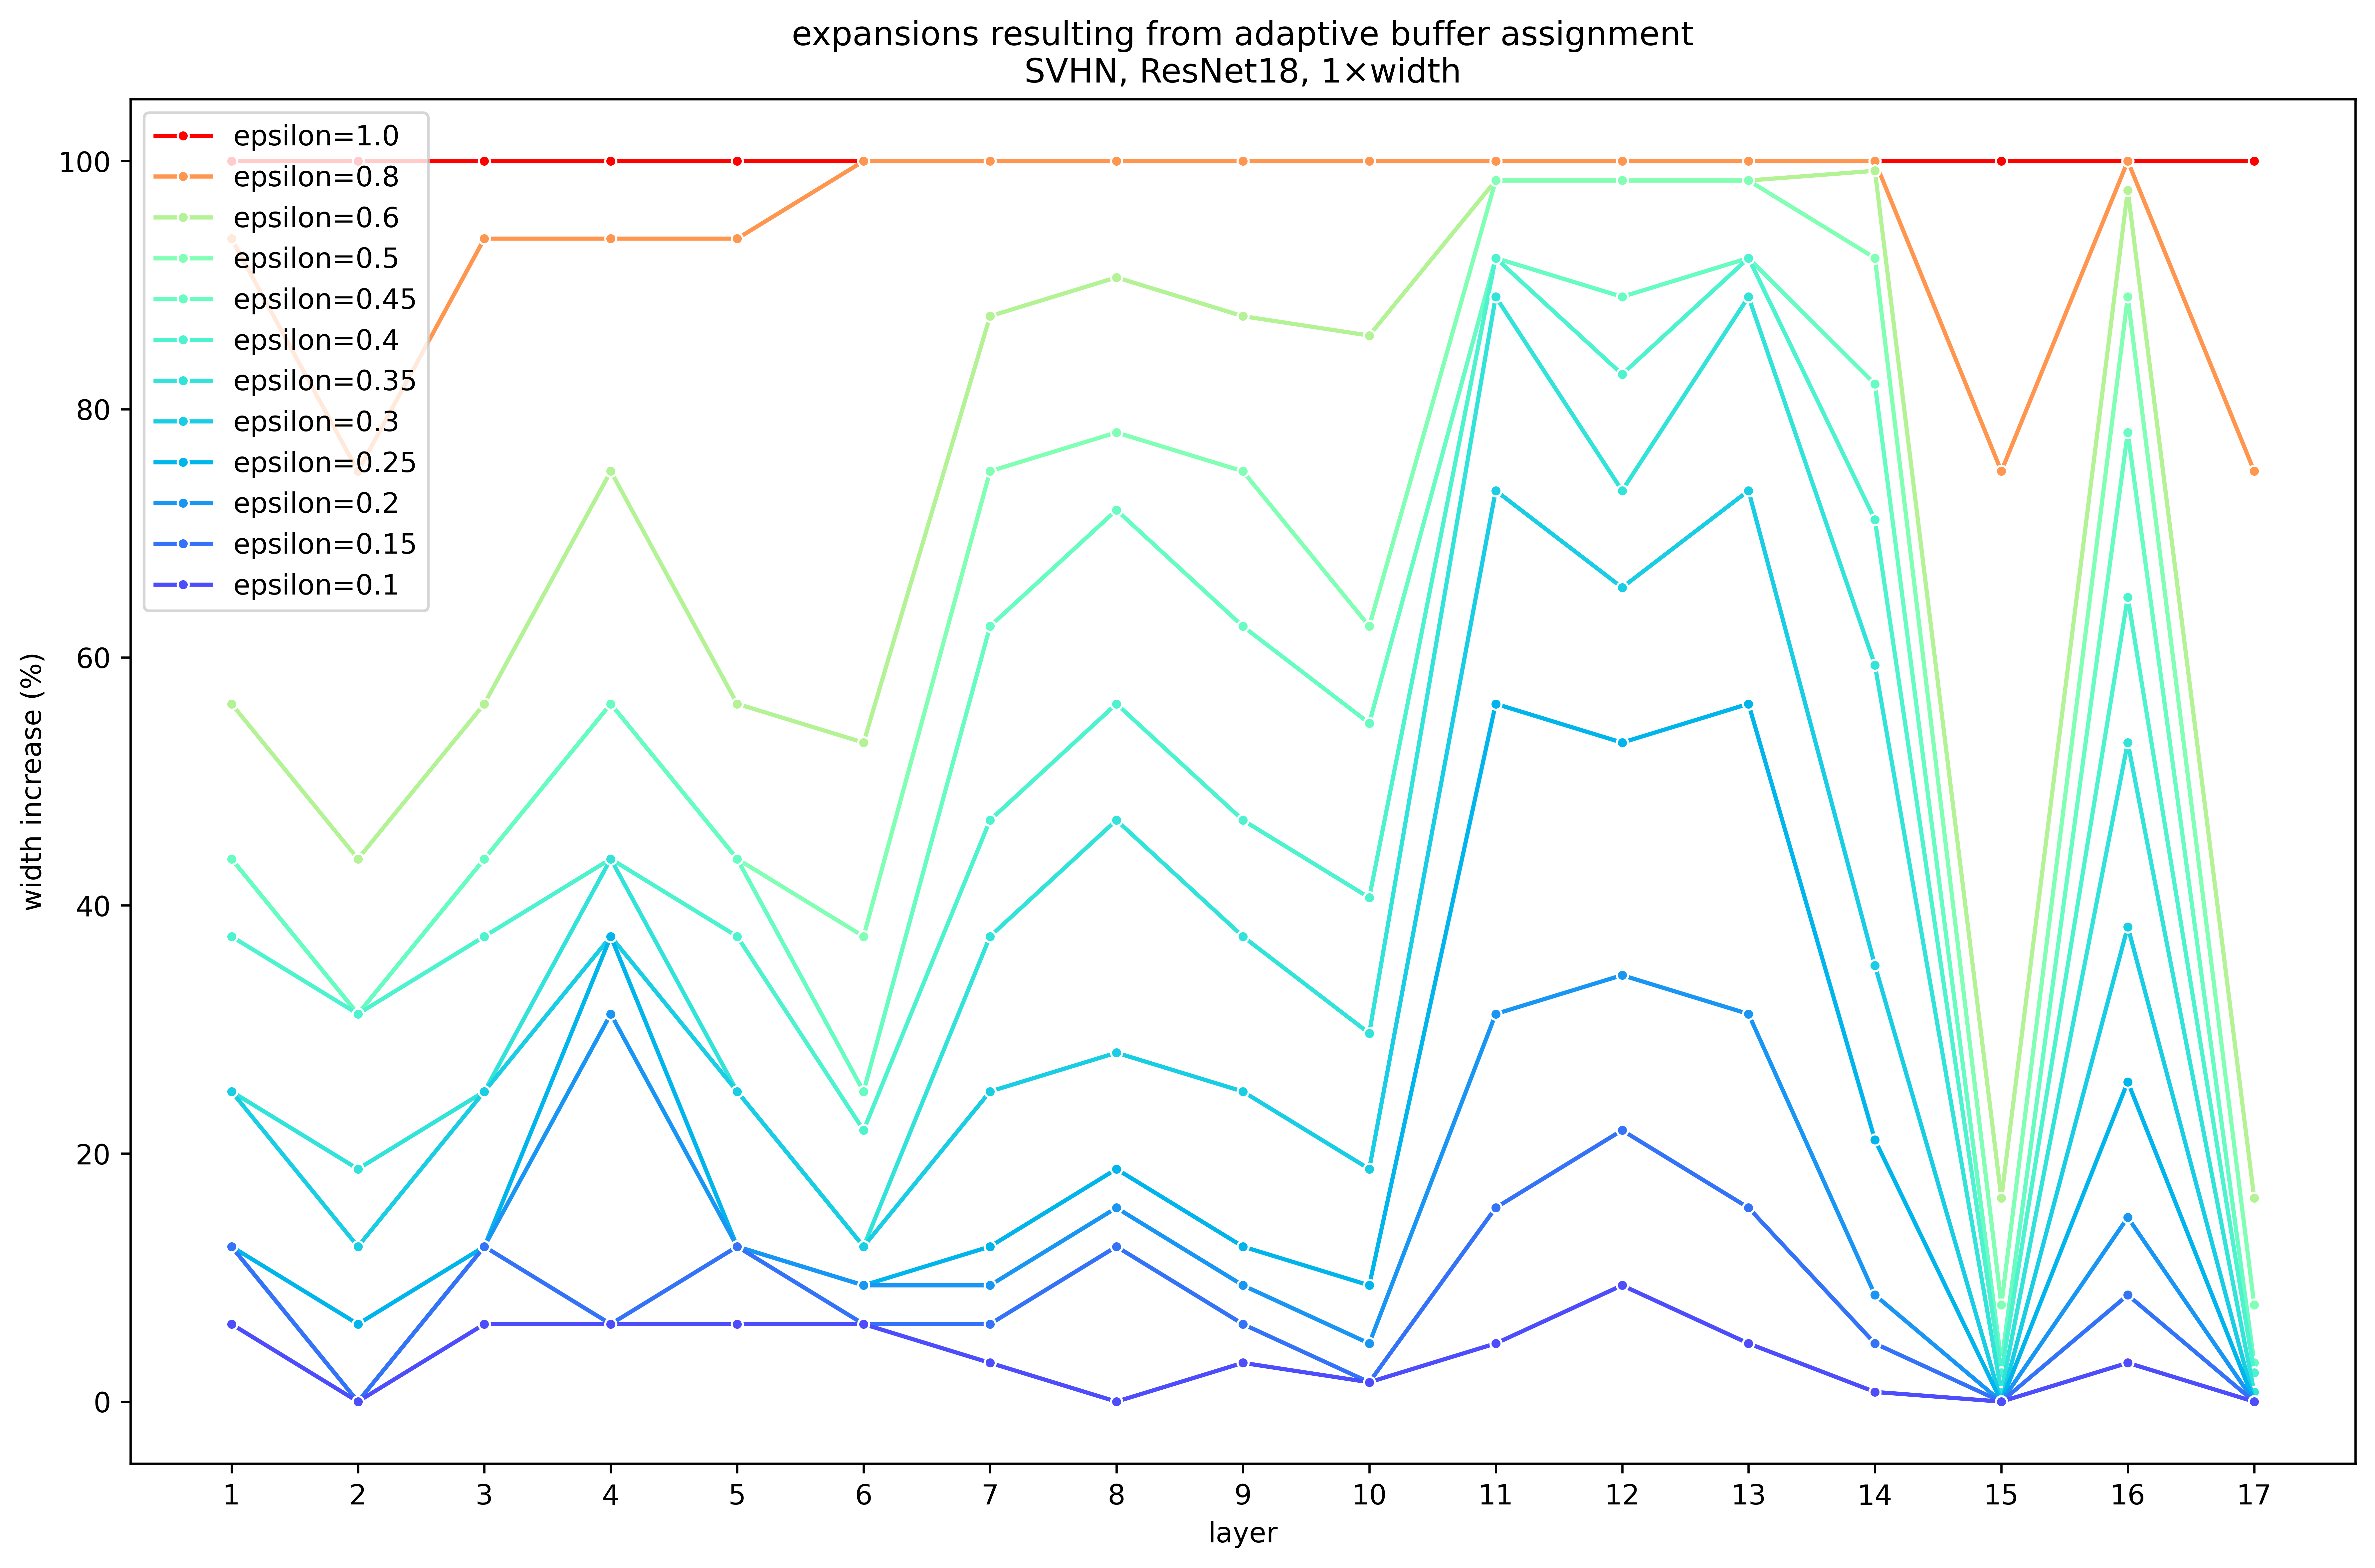 expansions resulting from adaptive buffer assignment
SVHN, ResNet18, 1×width
epsilon=1.0
epsilon=0.8
epsilon=0.6
epsilon=0.5
epsilon=0.45
epsilon=0.4
epsilon=0.35
epsilon=0.3
epsilon=0.25
epsilon=0.2
epsilon=0.15
epsilon=0.1
width increase (%)
100
80
60
40
20
0
1 2 3 4 5 6 7 8 9 10 11 12 13 14 15 16 17
layer